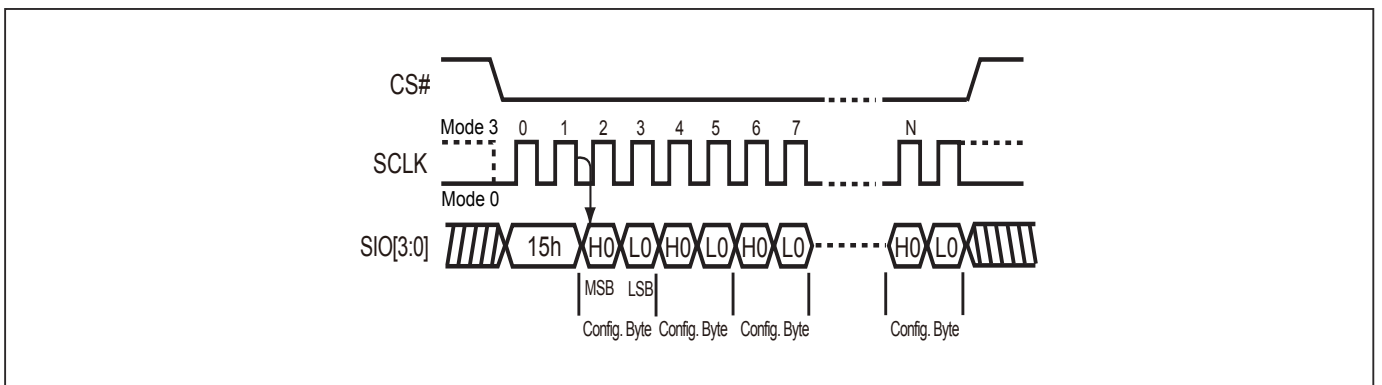 CS#
Mode 3 0 1 2 3 4 5 6 7 N
SCLK
Mode 0
SIO[3:0] 15h H0 L0 H0 L0 H0 L0 H0 L0
MSB LSB
Config. Byte Config. Byte Config. Byte Config. Byte